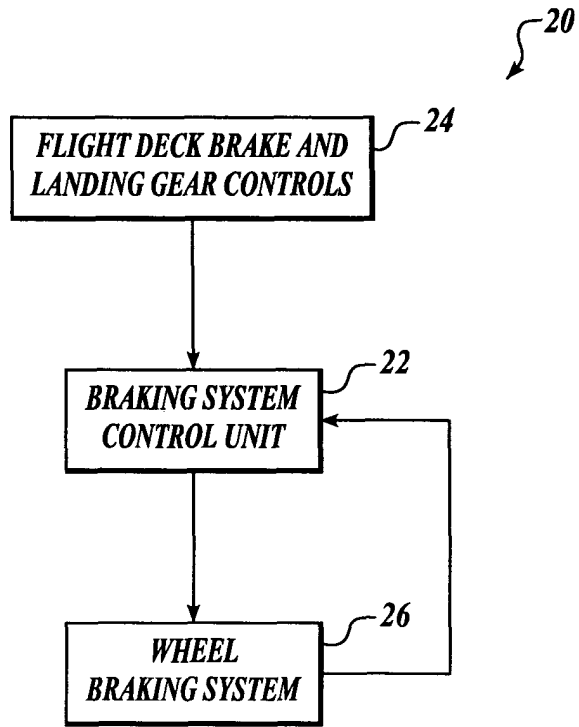 20
24
FLIGHT DECK BRAKE AND
LANDING GEAR CONTROLS
22
BRAKING SYSTEM
CONTROL UNIT
26
WHEEL
BRAKING SYSTEM